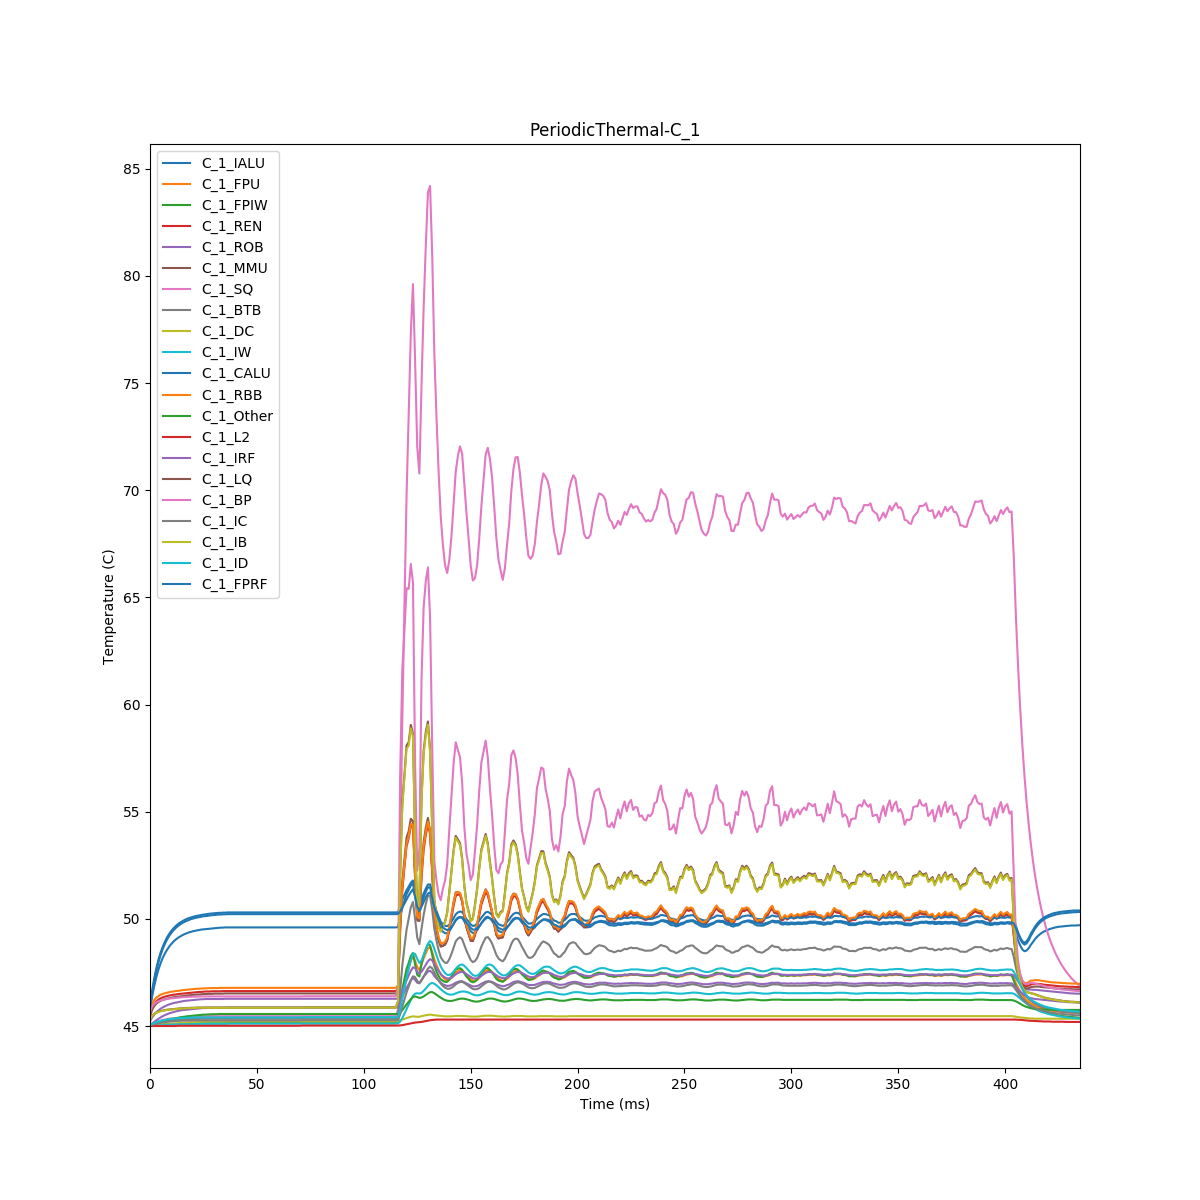 PeriodicThermal-C_1
C_1_IALU
C_1_FPU
C_1_FPIW
C_1_REN
C_1_ROB
C_1_MMU
C_1_SQ
C_1_BTB
C_1_DC
C_1_IW
C_1_CALU
C_1_RBB
C_1_Other
C_1_L2
C_1_IRF
C_1_LQ
C_1_BP
C_1_IC
C_1_IB
C_1_ID
C_1_FPRF
85
80
75
70
65
60
55
50
45
Temperature (C)
0 50 100 150 200 250 300 350 400
Time (ms)